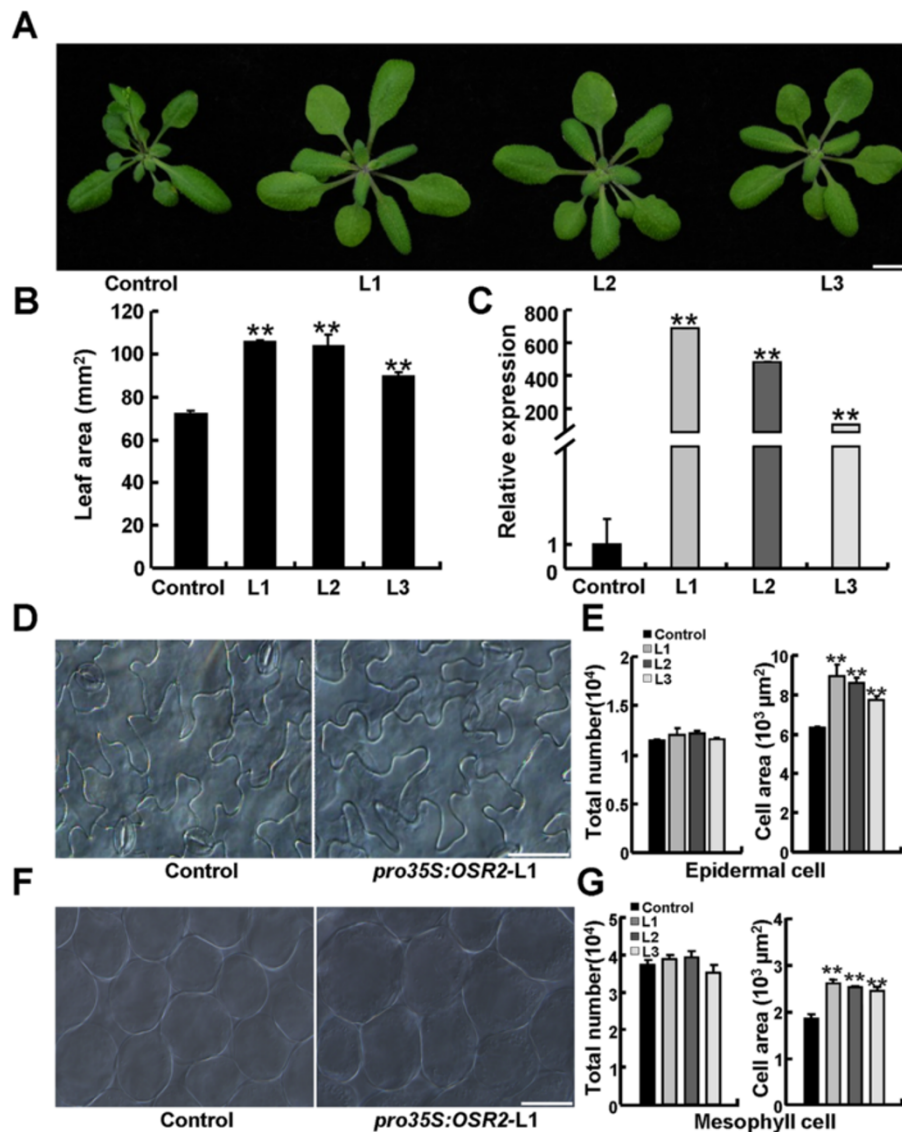 A
Control L1 L2 L3
B
Leaf area (mm²)
120
100
80
60
40
20
0
** ** **
Control L1 L2 L3
C
Relative expression
800
600
400
200
1
0
** ** **
Control L1 L2 L3
D
Control pro35S:OSR2-L1
E
Total number(10⁴)
2
1.5
1
0.5
0
Control
L1
L2
L3
Cell area (10³ µm²)
10
8
6
4
2
0
** ** **
Epidermal cell
F
Control pro35S:OSR2-L1
G
Total number(10⁴)
5
4
3
2
1
0
Control
L1
L2
L3
Cell area (10³ µm²)
4
3
2
1
0
** ** **
Mesophyll cell